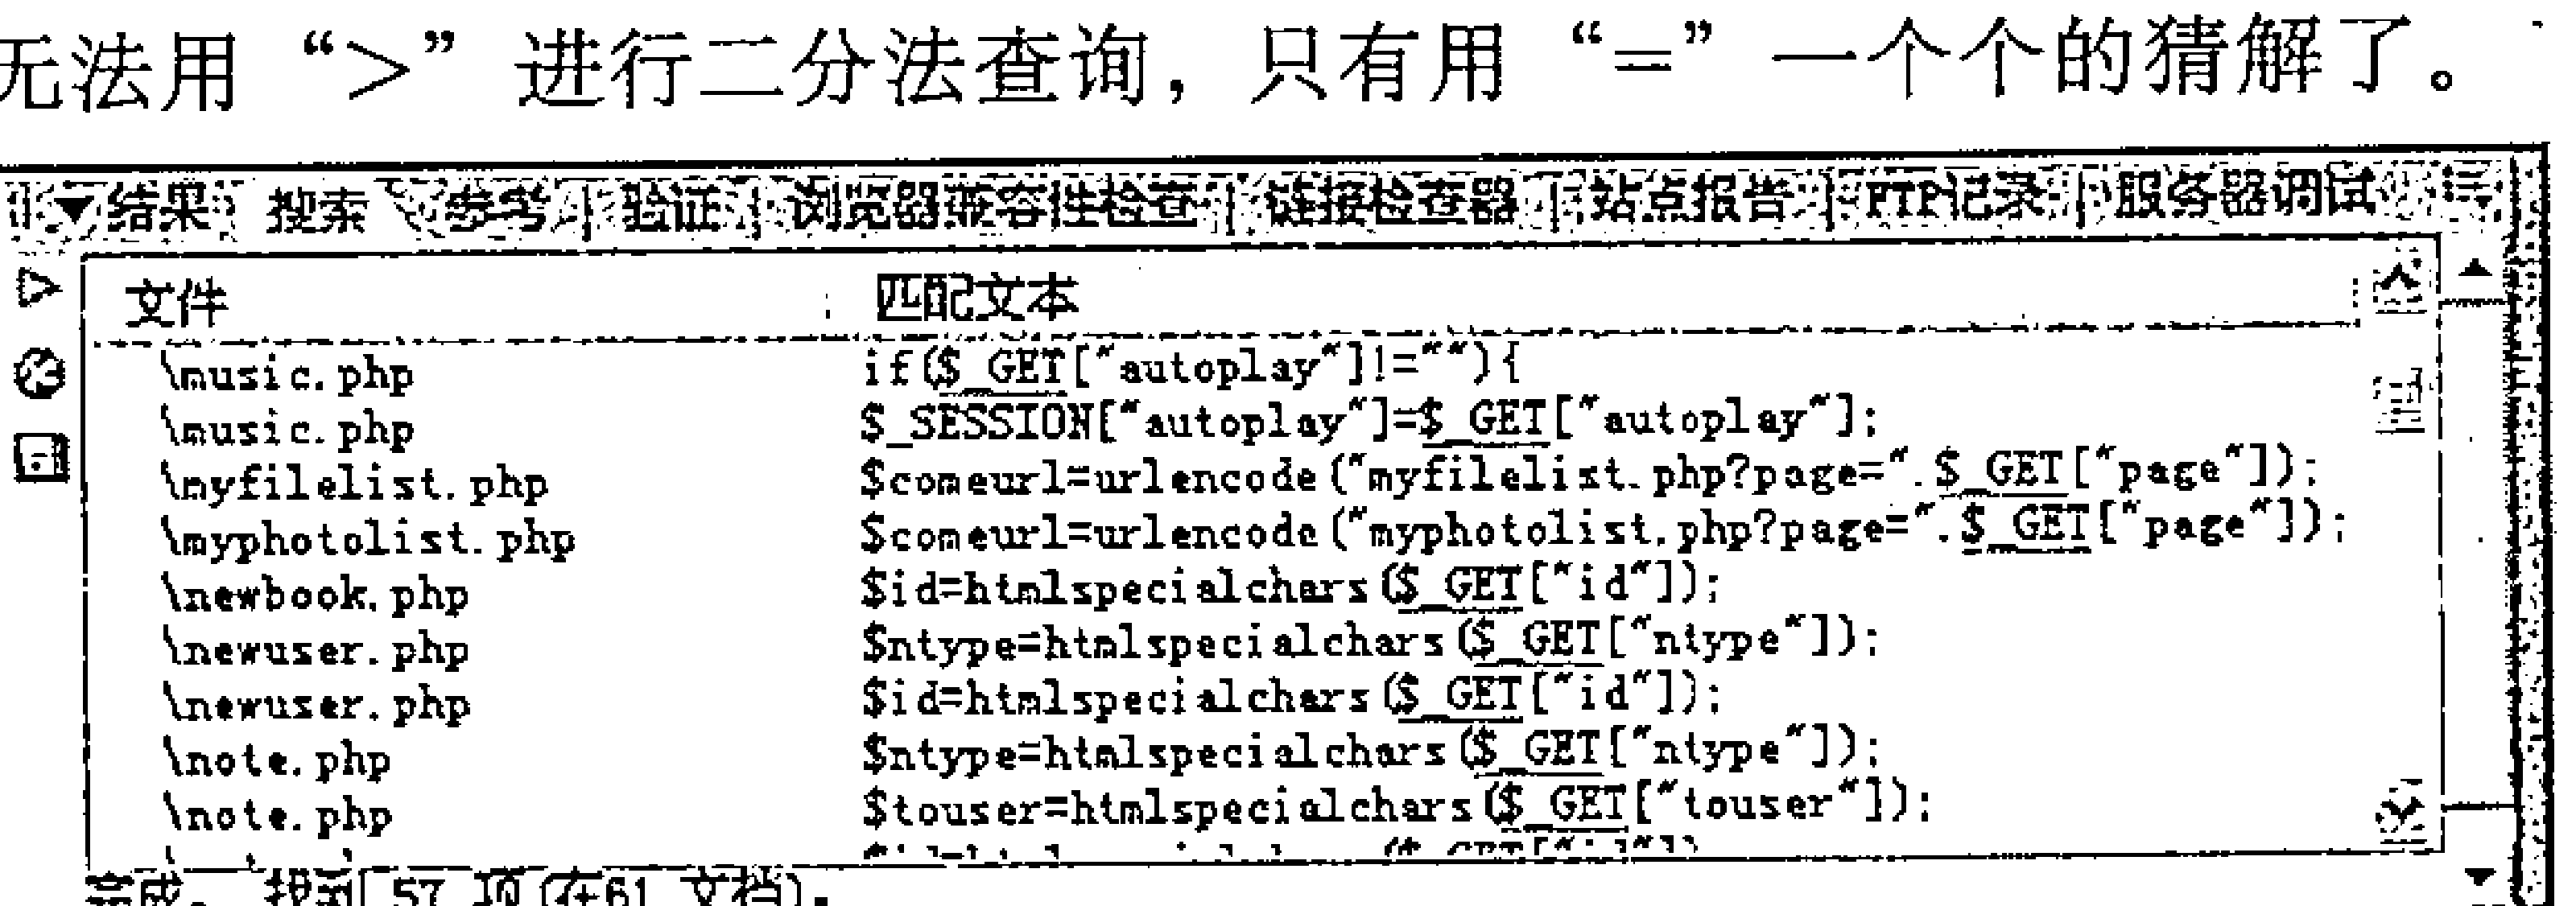 无法用“>”进行二分法查询，只有用“=”一个个的猜解了。
结果 搜索 参考 验证 浏览器兼容性检查 链接检查器 站点报告 FTP记录 服务器调试
文件 匹配文本
\music.php if($_GET["autoplay"]!=""){
\music.php $_SESSION["autoplay"]=$_GET["autoplay"];
\myfilelist.php $comeurl=urlencode("myfilelist.php?page=".$_GET["page"]);
\myphotolist.php $comeurl=urlencode("myphotolist.php?page=".$_GET["page"]);
\newbook.php $id=htmlspecialchars($_GET["id"]);
\newuser.php $ntype=htmlspecialchars($_GET["ntype"]);
\newuser.php $id=htmlspecialchars($_GET["id"]);
\note.php $ntype=htmlspecialchars($_GET["ntype"]);
\note.php $touser=htmlspecialchars($_GET["touser"]);
完成。 找到 57 项(在61 文档).